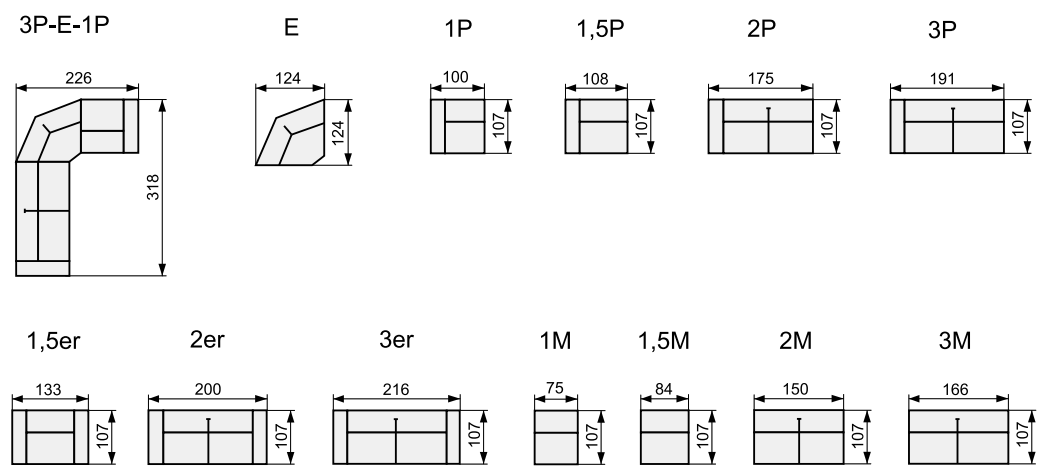 3P-E-1P E 1P 1,5P 2P 3P
226 124 100 108 175 191
318 124 107 107 107 107
1,5er 2er 3er 1M 1,5M 2M 3M
133 200 216 75 84 150 166
107 107 107 107 107 107 107